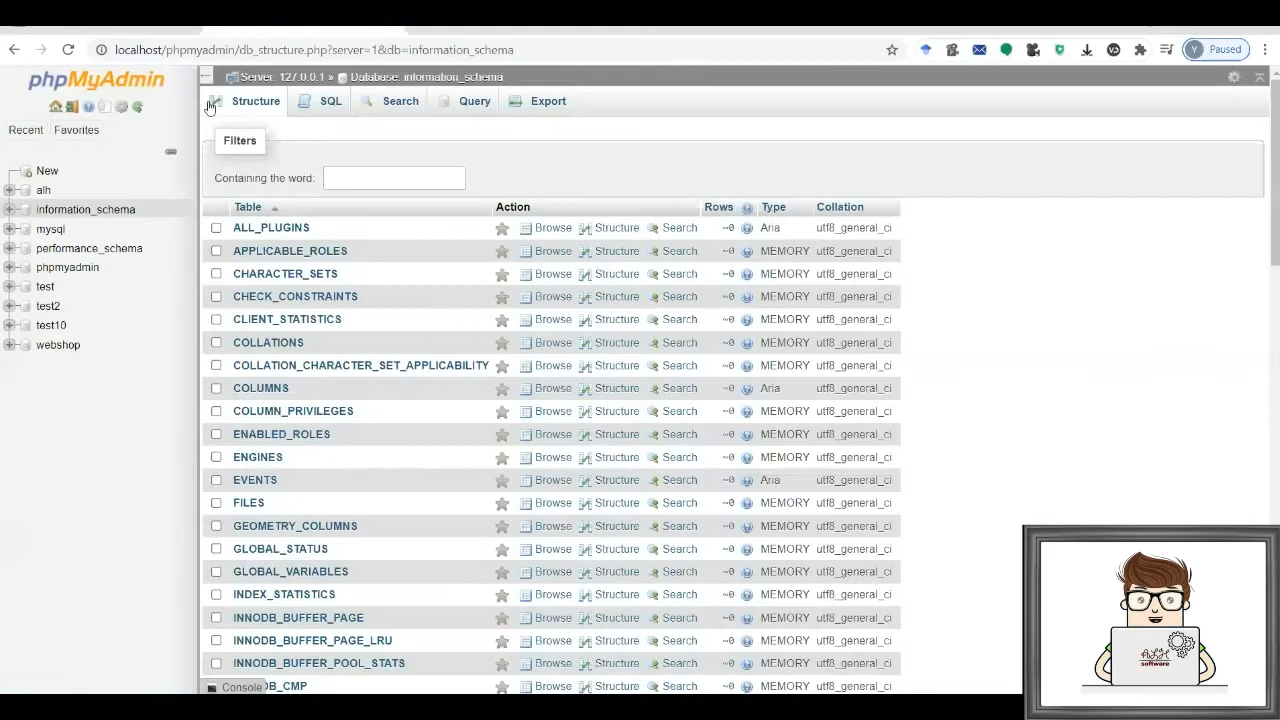 localhost/phpmyadmin/db_structure.php?server=1&db=information_schema
Paused
phpMyAdmin
Recent Favorites
New
alh
information_schema
mysql
performance_schema
phpmyadmin
test
test2
test10
webshop
Server: 127.0.0.1 » Database: information_schema
Structure SQL Search Query Export
Filters
Containing the word:
Table Action Rows Type Collation
ALL_PLUGINS Browse Structure Search ~0 Aria utf8_general_ci
APPLICABLE_ROLES Browse Structure Search ~0 MEMORY utf8_general_ci
CHARACTER_SETS Browse Structure Search ~0 MEMORY utf8_general_ci
CHECK_CONSTRAINTS Browse Structure Search ~0 MEMORY utf8_general_ci
CLIENT_STATISTICS Browse Structure Search ~0 MEMORY utf8_general_ci
COLLATIONS Browse Structure Search ~0 MEMORY utf8_general_ci
COLLATION_CHARACTER_SET_APPLICABILITY Browse Structure Search ~0 MEMORY utf8_general_ci
COLUMNS Browse Structure Search ~0 Aria utf8_general_ci
COLUMN_PRIVILEGES Browse Structure Search ~0 MEMORY utf8_general_ci
ENABLED_ROLES Browse Structure Search ~0 MEMORY utf8_general_ci
ENGINES Browse Structure Search ~0 MEMORY utf8_general_ci
EVENTS Browse Structure Search ~0 Aria utf8_general_ci
FILES Browse Structure Search ~0 MEMORY utf8_general_ci
GEOMETRY_COLUMNS Browse Structure Search ~0 MEMORY utf8_general_ci
GLOBAL_STATUS Browse Structure Search ~0 MEMORY utf8_general_ci
GLOBAL_VARIABLES Browse Structure Search ~0 MEMORY utf8_general_ci
INDEX_STATISTICS Browse Structure Search ~0 MEMORY utf8_general_ci
INNODB_BUFFER_PAGE Browse Structure Search ~0 MEMORY utf8_general_ci
INNODB_BUFFER_PAGE_LRU Browse Structure Search ~0 MEMORY utf8_general_ci
INNODB_BUFFER_POOL_STATS Browse Structure Search ~0 MEMORY utf8_general_ci
DB_CMP Browse Structure Search ~0 MEMORY utf8_general_ci
Console
software